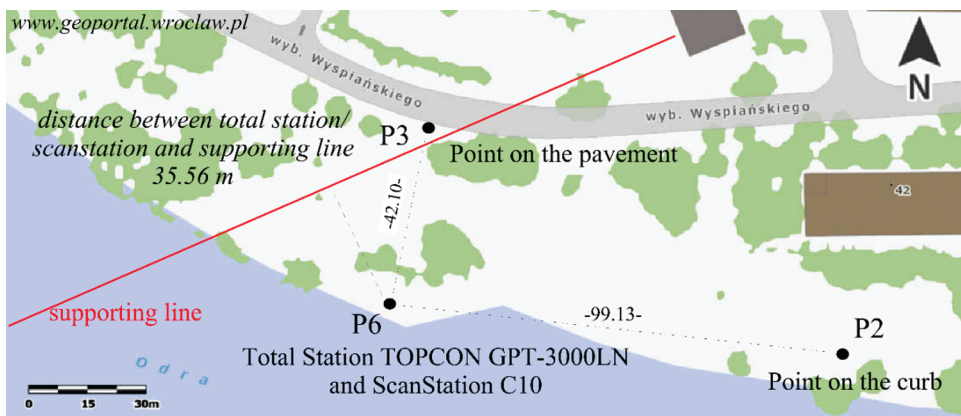 www.geoportal.wroclaw.pl
wyb. Wyspiańskiego
N
wyb. Wyspiańskiego
distance between total station/
scanstation and supporting line
35.56 m
P3
Point on the pavement
42
-42.10-
supporting line
P6
-99.13-
P2
Total Station TOPCON GPT-3000LN
and ScanStation C10
Point on the curb
Odra
0 15 30m